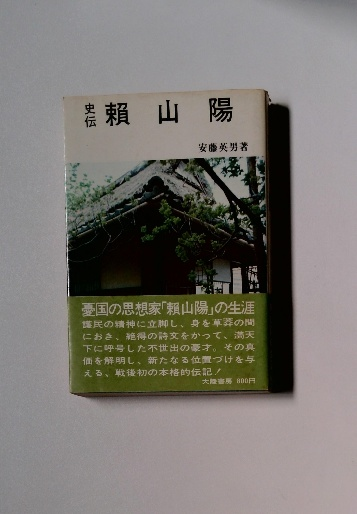 史伝 頼山陽
安藤英男著
憂国の思想家「頼山陽」の生涯
護民の精神に立脚し、身を草莽の間
におき、絶得の詩文をかって、満天
下に呼号した不世出の豪才。その真
価を解明し、新たなる位置づけを与
える、戦後初の本格的伝記!
大陸書房 880円